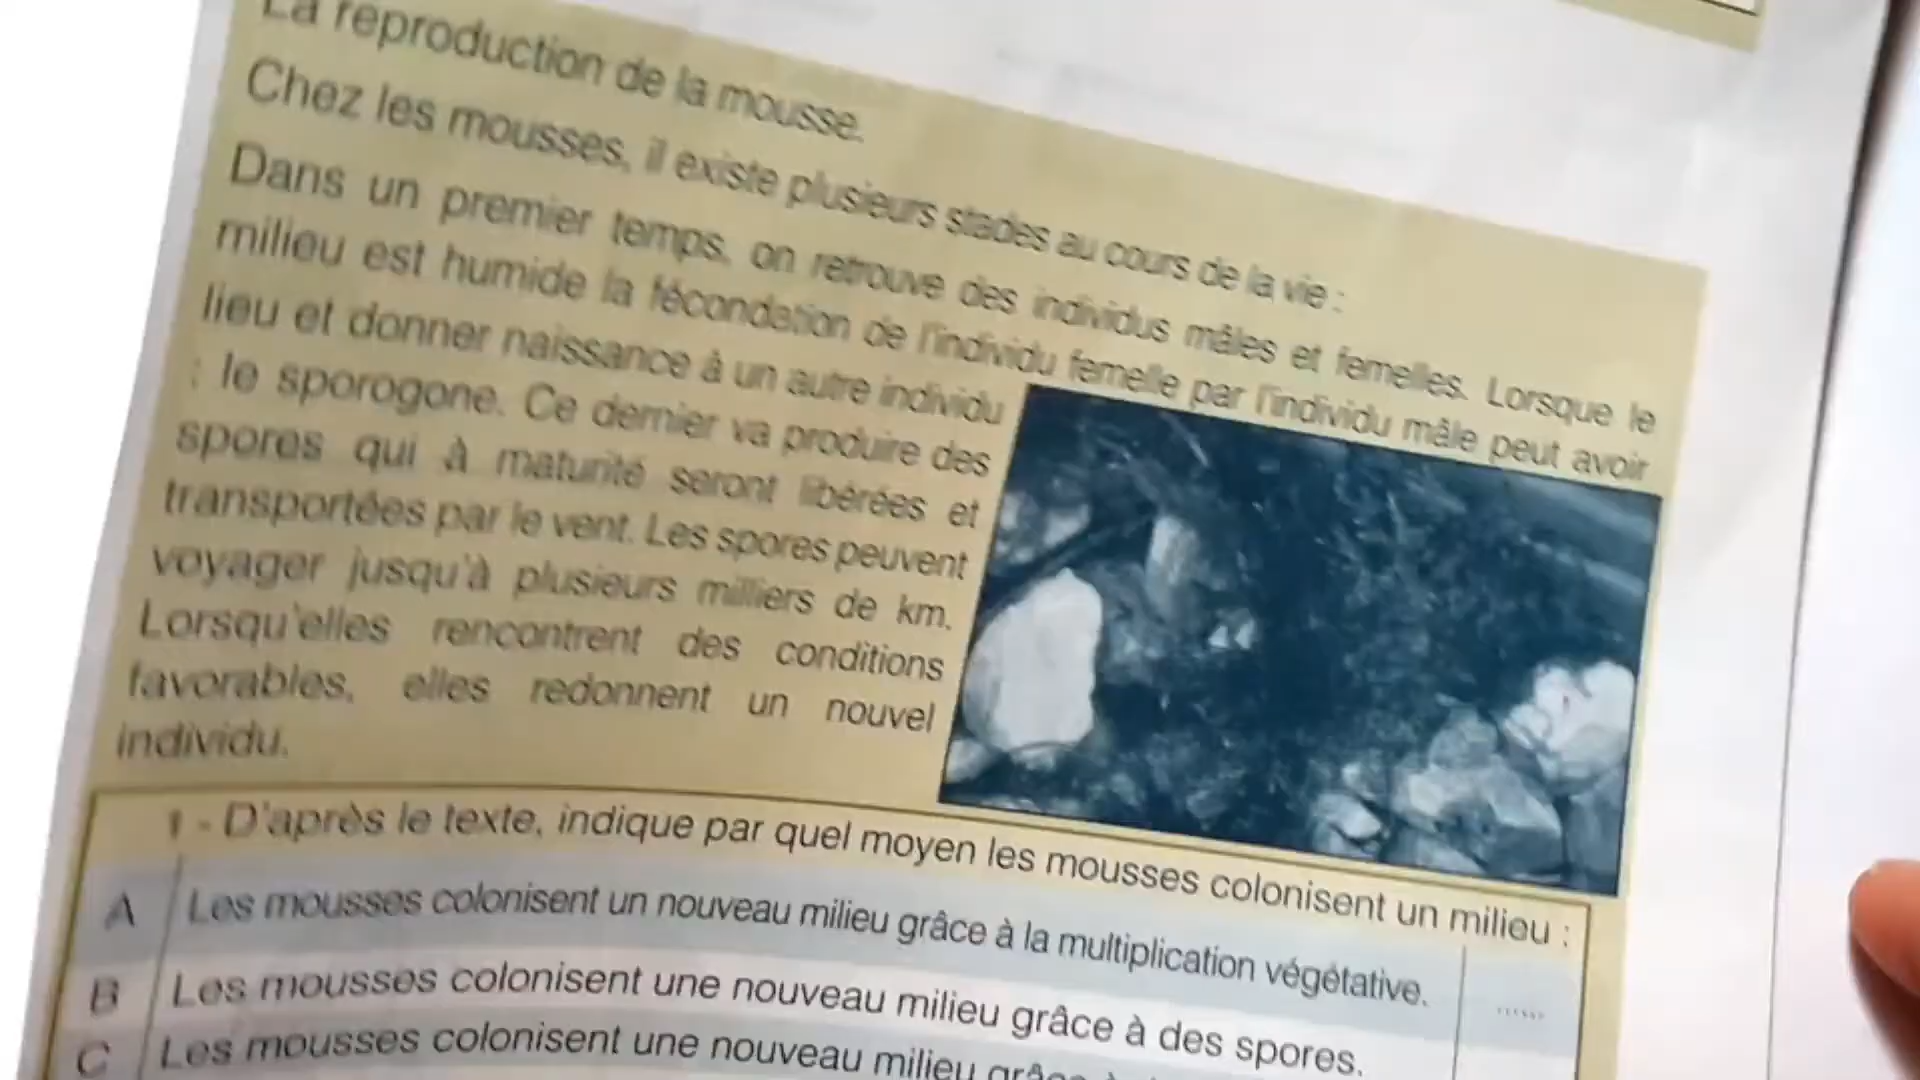 La reproduction de la mousse.
Chez les mousses, il existe plusieurs stades au cours de la vie :
Dans un premier temps, on retrouve des individus mâles et femelles. Lorsque le
milieu est humide la fécondation de l'individu femelle par l'individu mâle peut avoir
lieu et donner naissance à un autre individu
: le sporogone. Ce dernier va produire des
spores qui à maturité seront libérées et
transportées par le vent. Les spores peuvent
voyager jusqu'à plusieurs milliers de km.
Lorsqu'elles rencontrent des conditions
favorables, elles redonnent un nouvel
individu.
1 - D'après le texte, indique par quel moyen les mousses colonisent un milieu :
A Les mousses colonisent un nouveau milieu grâce à la multiplication végétative. ......
B Les mousses colonisent une nouveau milieu grâce à des spores.
C Les mousses colonisent une nouveau milieu grâce